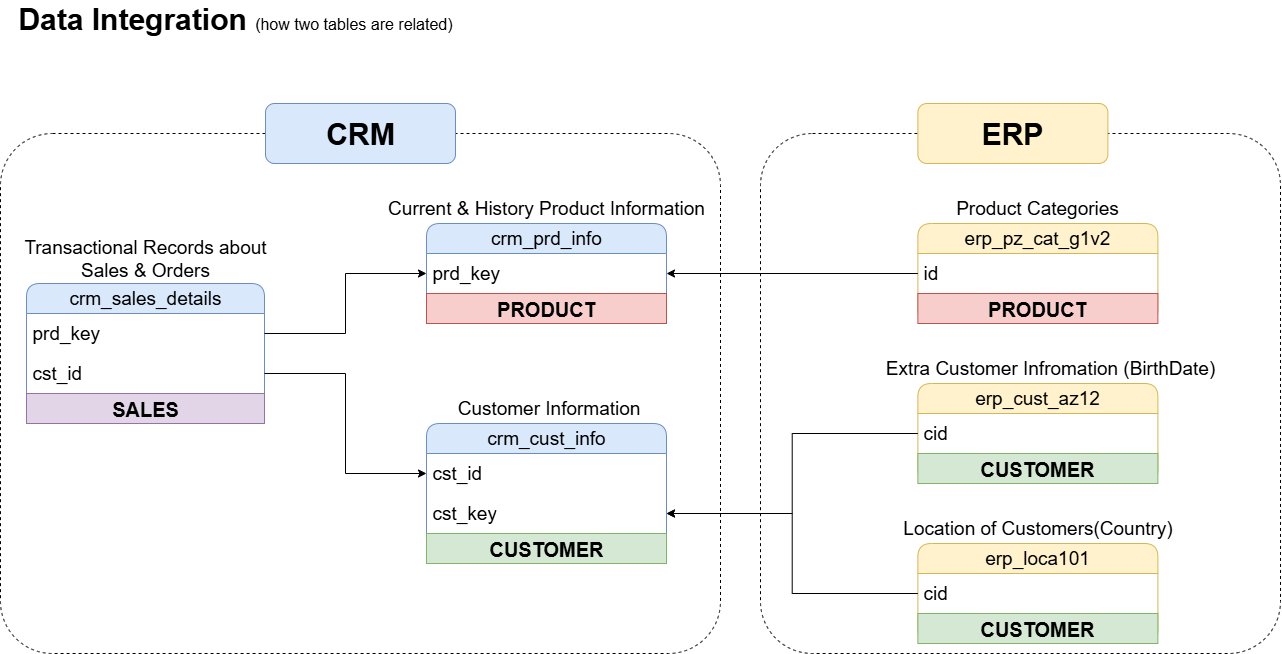 Data Integration (how two tables are related)
CRM
ERP
Transactional Records about
Sales & Orders
crm_sales_details
prd_key
cst_id
SALES
Current & History Product Information
crm_prd_info
prd_key
PRODUCT
Customer Information
crm_cust_info
cst_id
cst_key
CUSTOMER
Product Categories
erp_pz_cat_g1v2
id
PRODUCT
Extra Customer Infromation (BirthDate)
erp_cust_az12
cid
CUSTOMER
Location of Customers(Country)
erp_loca101
cid
CUSTOMER